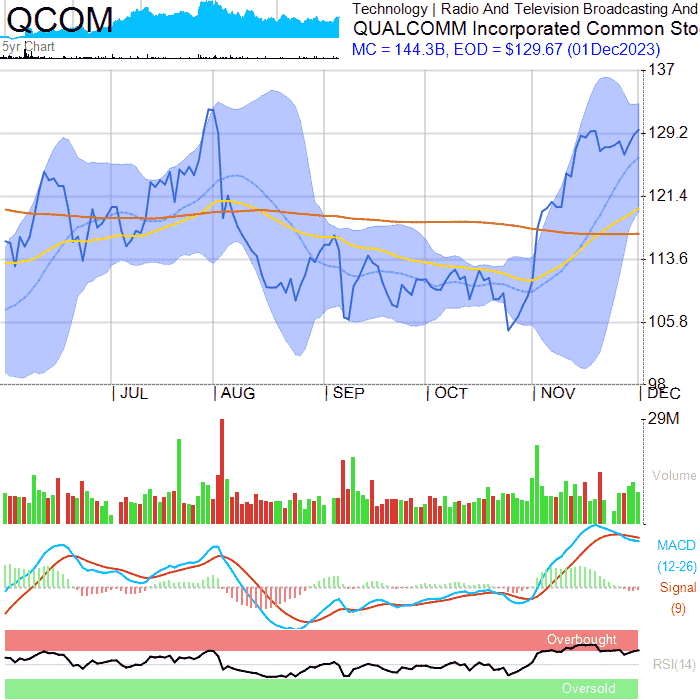 QCOM
5yr Chart
Technology | Radio And Television Broadcasting And
QUALCOMM Incorporated Common Sto
MC = 144.3B, EOD = $129.67 (01Dec2023)
137
129.2
121.4
113.6
105.8
98
JUL AUG SEP OCT NOV DEC
29M
Volume
MACD
(12-26)
Signal
(9)
Overbought
RSI(14)
Oversold